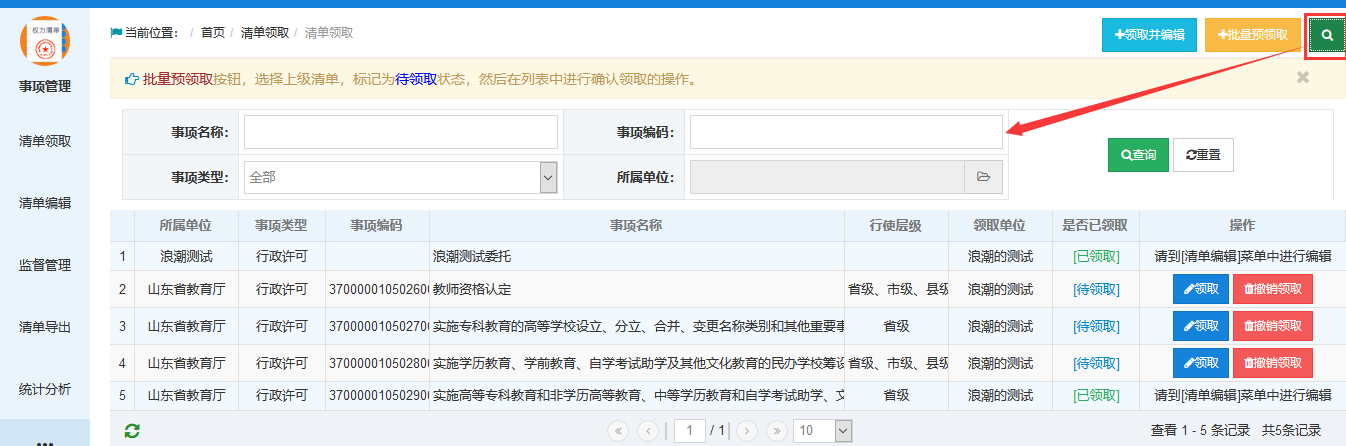 权力清单
当前位置： / 首页 / 清单领取 / 清单领取
领取并编辑 批量预领取
批量预领取按钮，选择上级清单，标记为待领取状态，然后在列表中进行确认领取的操作。
事项管理
清单领取
清单编辑
监督管理
清单导出
统计分析
事项名称： 事项编码：
事项类型： 全部 所属单位：
查询 重置
所属单位 事项类型 事项编码 事项名称 行使层级 领取单位 是否已领取 操作
1 浪潮测试 行政许可 浪潮测试委托 浪潮的测试 [已领取] 请到[清单编辑]菜单中进行编辑
2 山东省教育厅 行政许可 37000001050260 教师资格认定 省级、市级、县级 浪潮的测试 [待领取] 领取 撤销领取
3 山东省教育厅 行政许可 37000001050270 实施专科教育的高等学校设立、分立、合并、变更名称类别和其他重要事 省级 浪潮的测试 [待领取] 领取 撤销领取
4 山东省教育厅 行政许可 37000001050280 实施学历教育、学前教育、自学考试助学及其他文化教育的民办学校筹设 省级、市级、县级 浪潮的测试 [待领取] 领取 撤销领取
5 山东省教育厅 行政许可 37000001050290 实施高等专科教育和非学历高等教育、中等学历教育和自学考试助学、文 省级 浪潮的测试 [已领取] 请到[清单编辑]菜单中进行编辑
1 / 1 10 查看 1 - 5 条记录 共5条记录